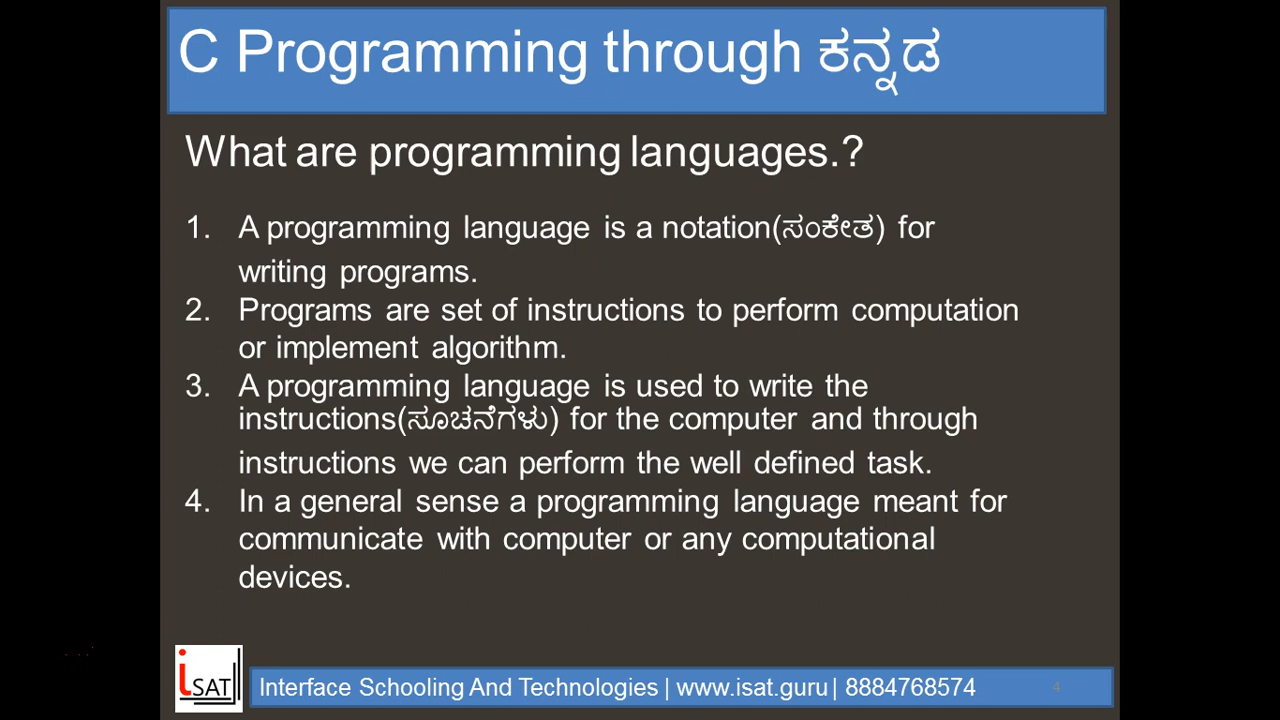 C Programming through ಕನ್ನಡ
What are programming languages.?
1. A programming language is a notation(ಸಂಕೇತ) for
writing programs.
2. Programs are set of instructions to perform computation
or implement algorithm.
3. A programming language is used to write the
instructions(ಸೂಚನೆಗಳು) for the computer and through
instructions we can perform the well defined task.
4. In a general sense a programming language meant for
communicate with computer or any computational
devices.
iSAT
Interface Schooling And Technologies | www.isat.guru | 8884768574
4